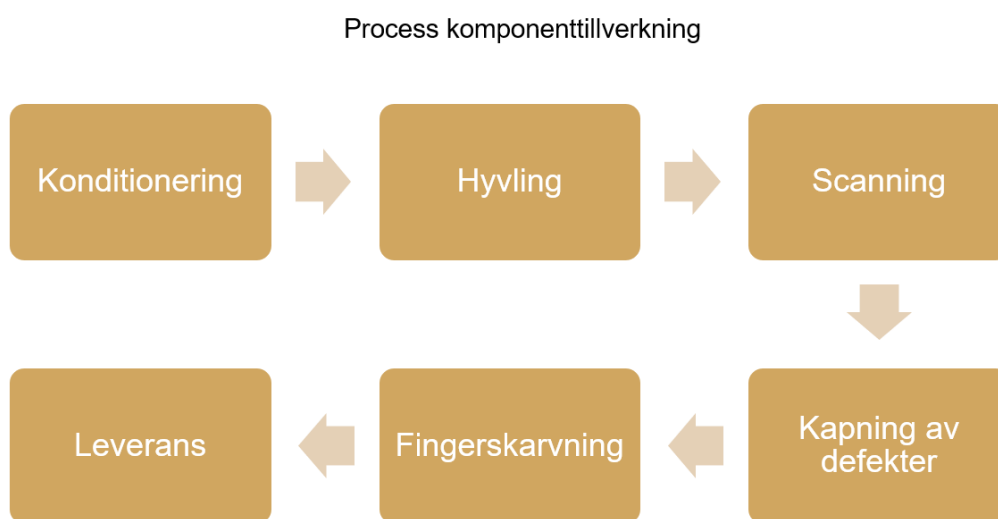 Process komponenttillverkning
Konditionering
Hyvling
Scanning
Kapning av
defekter
Fingerskarvning
Leverans